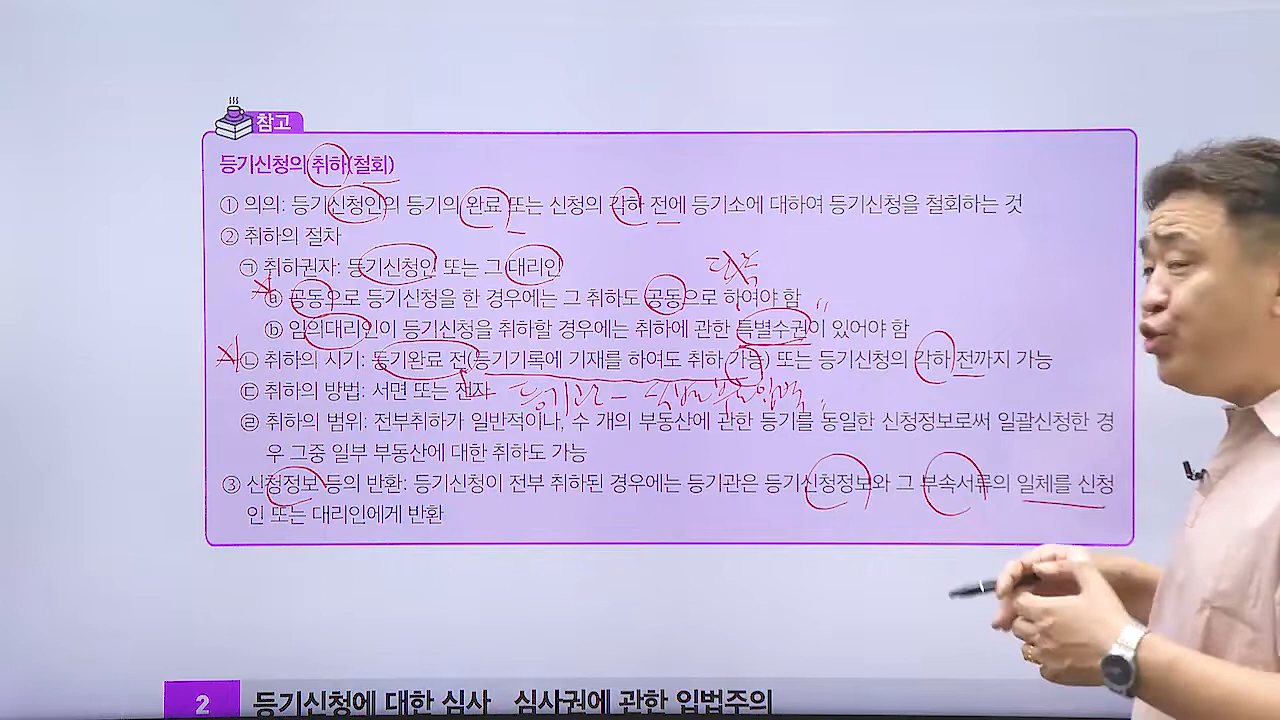 참고
등기신청의 취하(철회)
① 의의: 등기신청인의 등기의 완료 또는 신청의 각하 전에 등기소에 대하여 등기신청을 철회하는 것
② 취하의 절차
㉠ 취하권자: 등기신청인 또는 그 대리인
단독
ⓐ 공동으로 등기신청을 한 경우에는 그 취하도 공동으로 하여야 함
ⓑ 임의대리인이 등기신청을 취하할 경우에는 취하에 관한 특별수권이 있어야 함
㉡ 취하의 시기: 등기완료 전(등기기록에 기재를 하여도 취하 가능) 또는 등기신청의 각하 전까지 가능
㉢ 취하의 방법: 서면 또는 전자 등기관 - 식별부호 입력
㉣ 취하의 범위: 전부취하가 일반적이나, 수 개의 부동산에 관한 등기를 동일한 신청정보로써 일괄신청한 경
우 그중 일부 부동산에 대한 취하도 가능
③ 신청정보 등의 반환: 등기신청이 전부 취하된 경우에는 등기관은 등기신청정보와 그 부속서류의 일체를 신청
인 또는 대리인에게 반환
2 등기신청에 대한 심사 심사권에 관한 입법주의